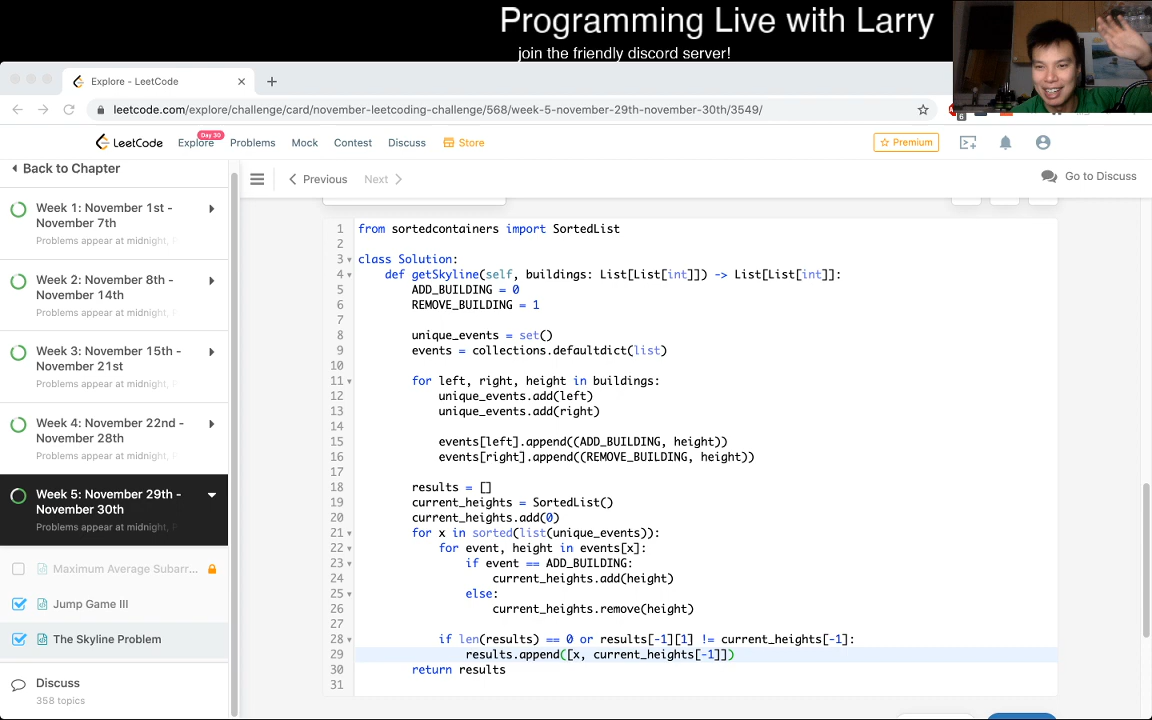 Programming Live with Larry
join the friendly discord server!
Explore - LeetCode
leetcode.com/explore/challenge/card/november-leetcoding-challenge/568/week-5-november-29th-november-30th/3549/
6
LeetCode
Explore
Day 30
Problems
Mock
Contest
Discuss
Store
Premium
Back to Chapter
Previous
Next
Go to Discuss
Week 1: November 1st -
November 7th
Problems appear at midnight,
Week 2: November 8th -
November 14th
Problems appear at midnight,
Week 3: November 15th -
November 21st
Problems appear at midnight,
Week 4: November 22nd -
November 28th
Problems appear at midnight,
Week 5: November 29th -
November 30th
Problems appear at midnight,
Maximum Average Subarr...
Jump Game III
The Skyline Problem
Discuss
358 topics
1 from sortedcontainers import SortedList
2
3 class Solution:
4 def getSkyline(self, buildings: List[List[int]]) -> List[List[int]]:
5 ADD_BUILDING = 0
6 REMOVE_BUILDING = 1
7
8 unique_events = set()
9 events = collections.defaultdict(list)
10
11 for left, right, height in buildings:
12 unique_events.add(left)
13 unique_events.add(right)
14
15 events[left].append((ADD_BUILDING, height))
16 events[right].append((REMOVE_BUILDING, height))
17
18 results = []
19 current_heights = SortedList()
20 current_heights.add(0)
21 for x in sorted(list(unique_events)):
22 for event, height in events[x]:
23 if event == ADD_BUILDING:
24 current_heights.add(height)
25 else:
26 current_heights.remove(height)
27
28 if len(results) == 0 or results[-1][1] != current_heights[-1]:
29 results.append([x, current_heights[-1]])
30 return results
31